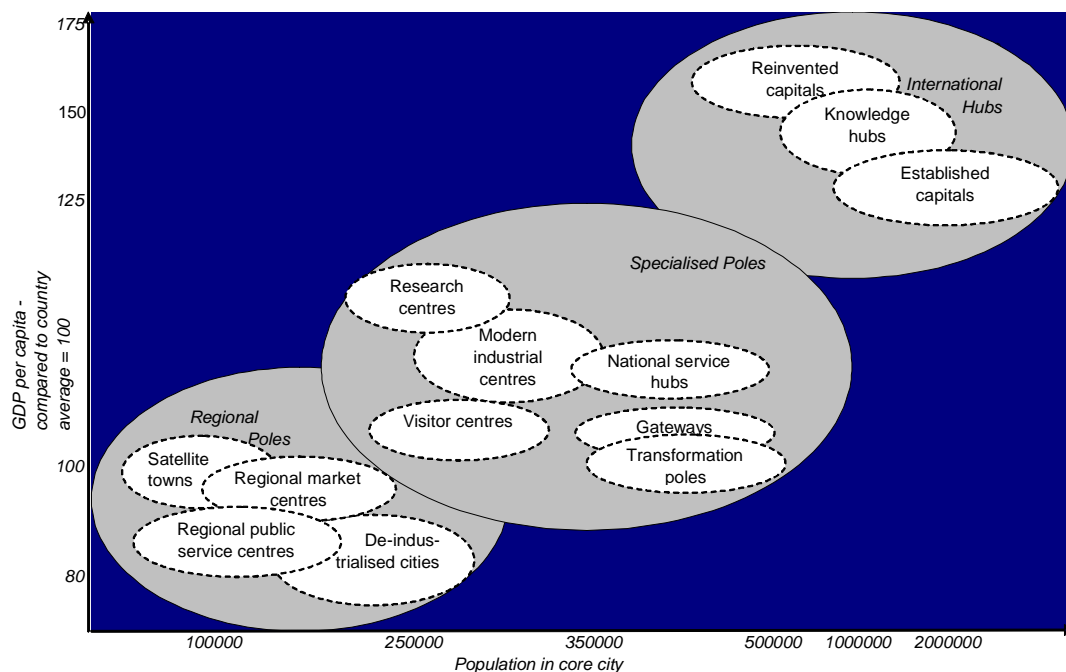 175
150
125
100
80
GDP per capita -
compared to country
average = 100
Reinvented
capitals
International
Hubs
Knowledge
hubs
Established
capitals
Specialised Poles
Research
centres
Modern
industrial
centres
National service
hubs
Visitor centres
Gateways
Transformation
poles
Regional
Poles
Satellite
towns
Regional market
centres
Regional public
service centres
De-indus-
trialised cities
100000
250000
350000
500000
1000000
2000000
Population in core city